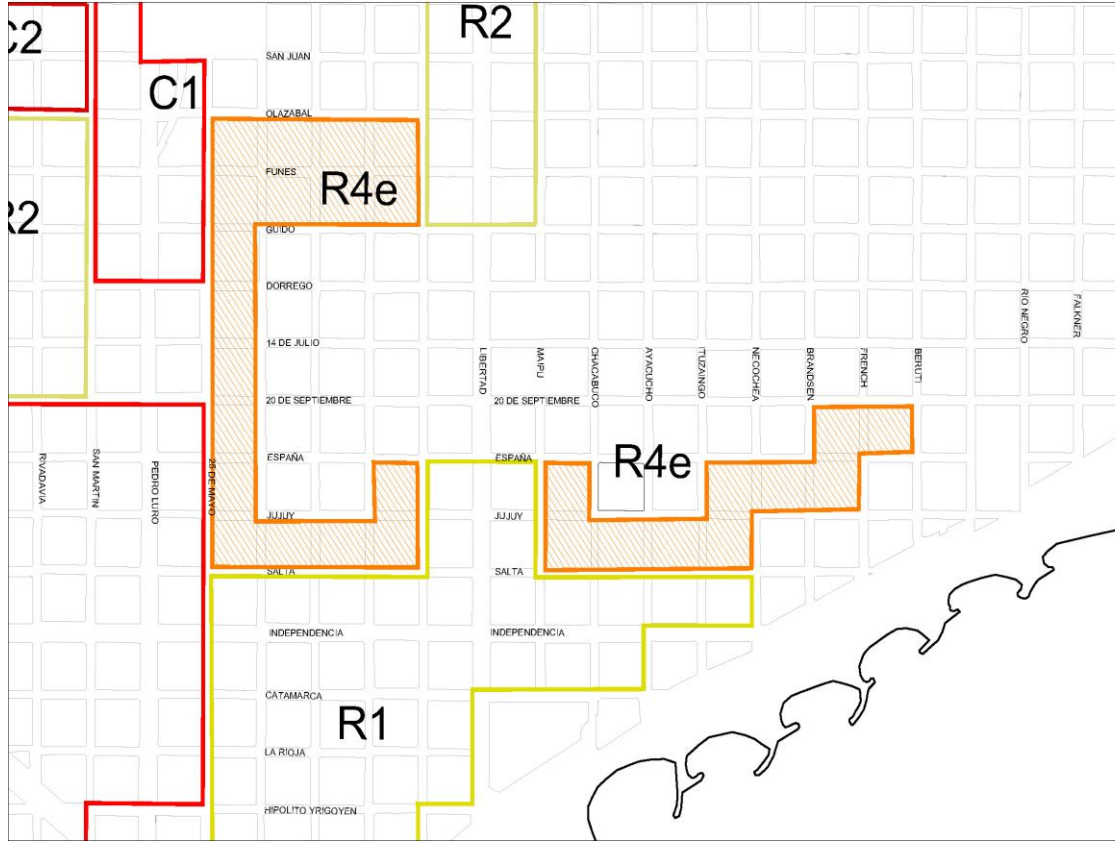 R2
C2
SAN JUAN
C1
OLAZABAL
FUNES
R4e
R2
GUIDO
DORREGO
14 DE JULIO
RIO NEGRO
FALKNER
LIBERTAD
MAIPU
CHACABUCO
AYACUCHO
ITUZAINGO
NECOCHEA
BRANDSEN
FRENCH
BERUTI
20 DE SEPTIEMBRE
20 DE SEPTIEMBRE
RIVADAVIA
SAN MARTIN
PEDRO LURO
25 DE MAYO
ESPAÑA
ESPAÑA
R4e
JUJUY
JUJUY
SALTA
SALTA
INDEPENDENCIA
INDEPENDENCIA
CATAMARCA
R1
LA RIOJA
HIPOLITO YRIGOYEN